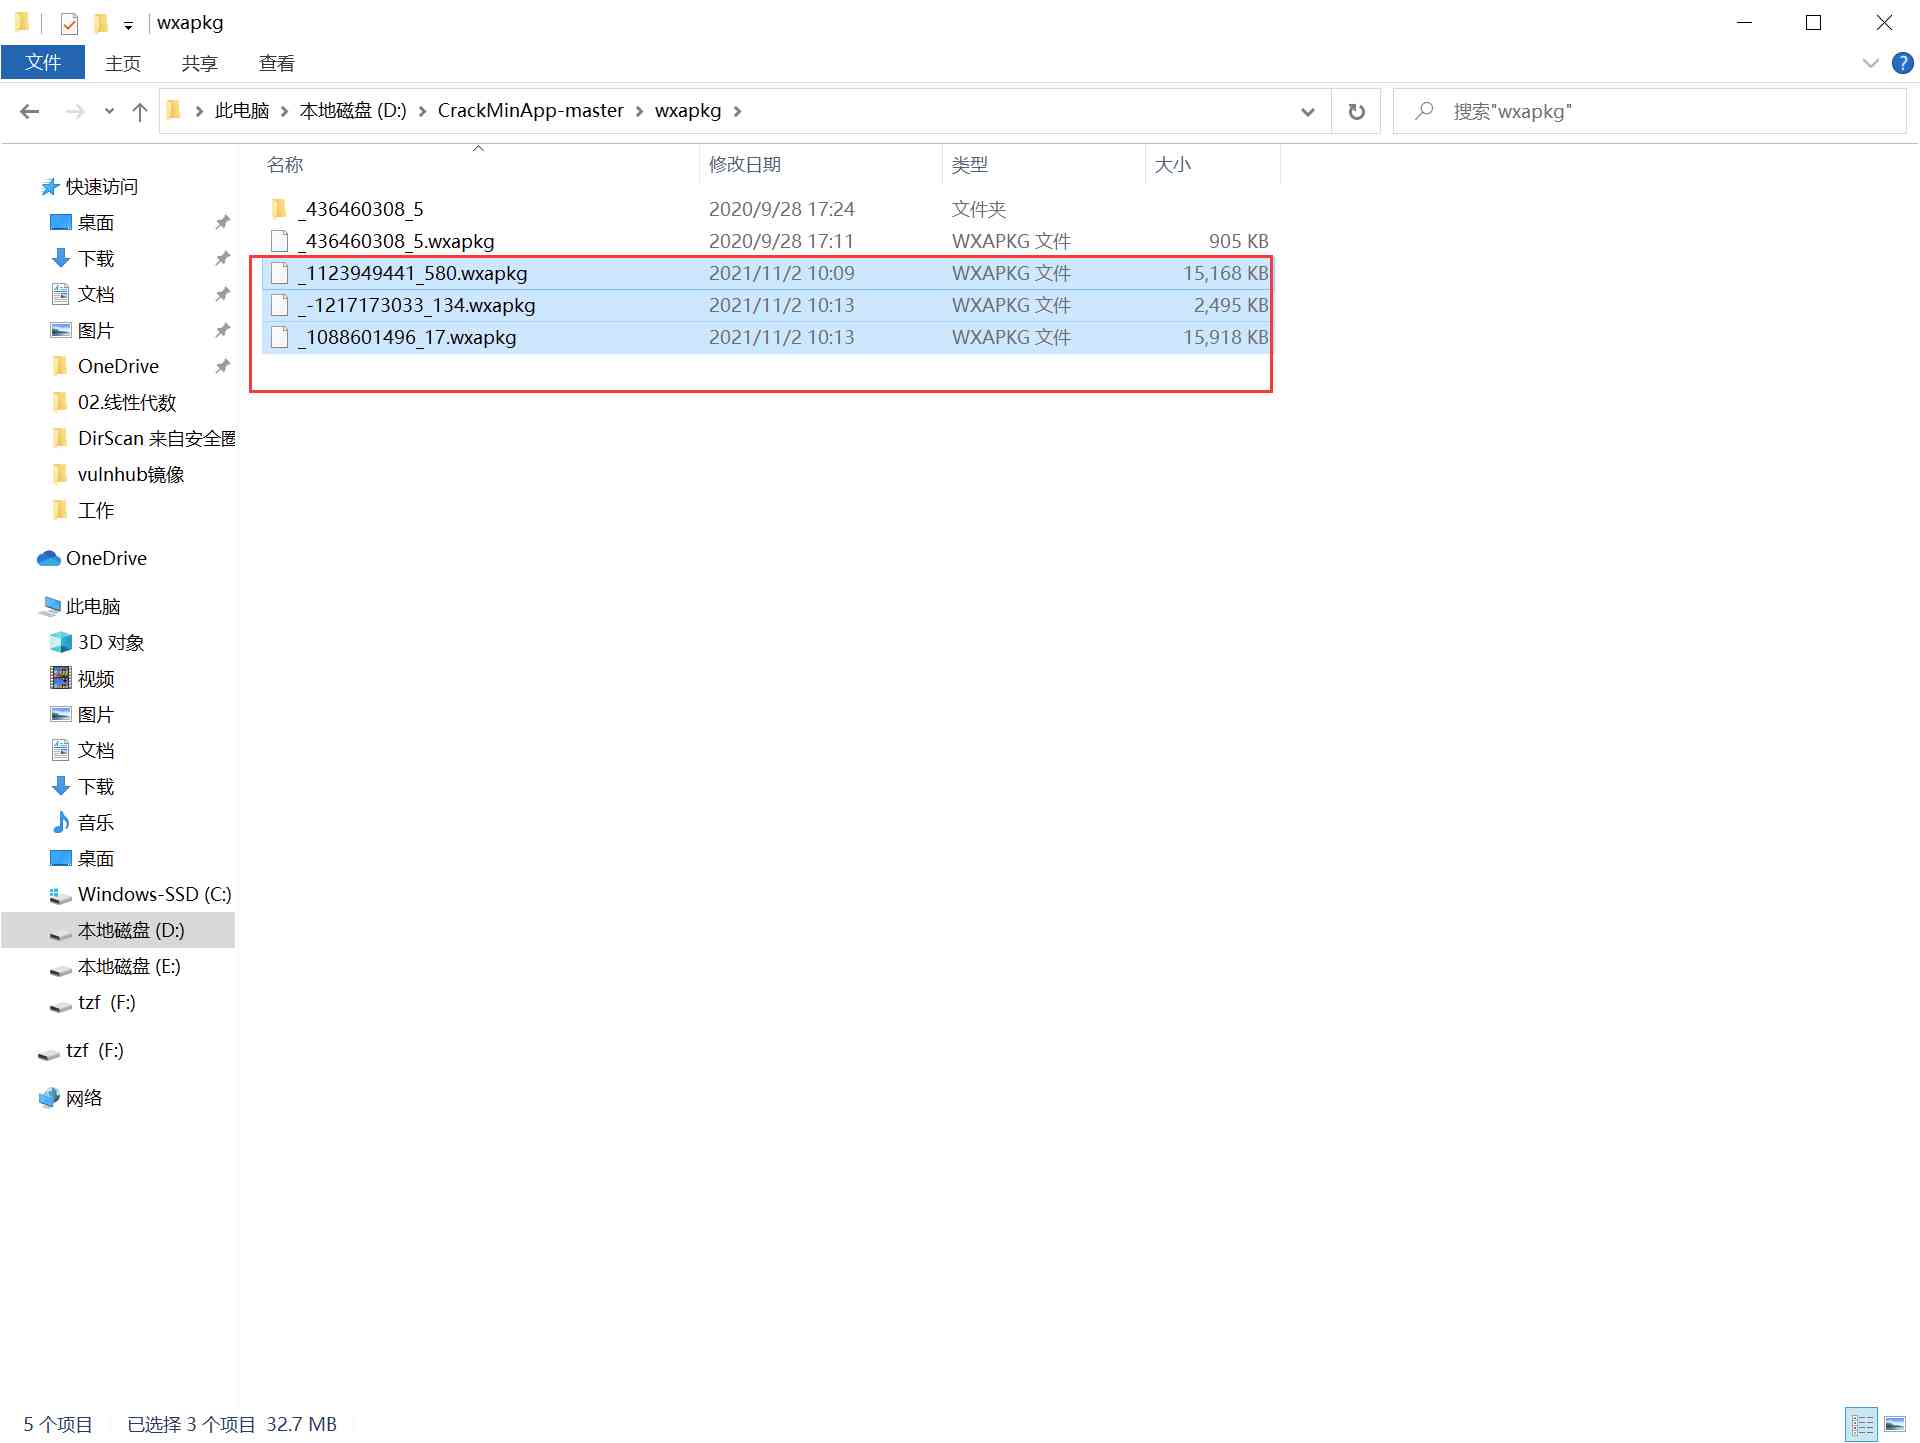 wxapkg
文件 主页 共享 查看
此电脑 本地磁盘 (D:) CrackMinApp-master wxapkg 搜索"wxapkg"
名称 修改日期 类型 大小
_436460308_5 2020/9/28 17:24 文件夹
_436460308_5.wxapkg 2020/9/28 17:11 WXAPKG 文件 905 KB
_1123949441_580.wxapkg 2021/11/2 10:09 WXAPKG 文件 15,168 KB
_-1217173033_134.wxapkg 2021/11/2 10:13 WXAPKG 文件 2,495 KB
_1088601496_17.wxapkg 2021/11/2 10:13 WXAPKG 文件 15,918 KB
快速访问
桌面
下载
文档
图片
OneDrive
02.线性代数
DirScan 来自安全圈
vulnhub镜像
工作
OneDrive
此电脑
3D 对象
视频
图片
文档
下载
音乐
桌面
Windows-SSD (C:)
本地磁盘 (D:)
本地磁盘 (E:)
tzf (F:)
tzf (F:)
网络
5 个项目 已选择 3 个项目 32.7 MB